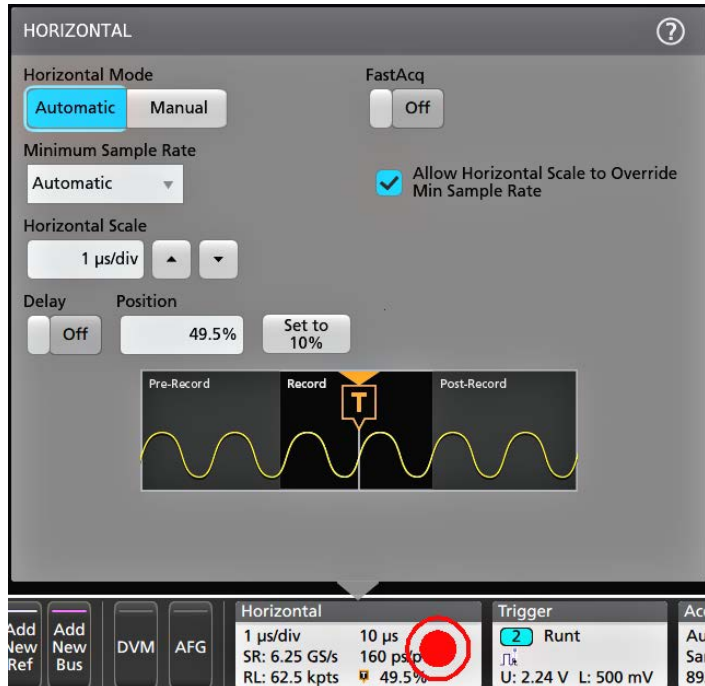 HORIZONTAL
?
Horizontal Mode
FastAcq
Automatic
Manual
Off
Minimum Sample Rate
Automatic
Allow Horizontal Scale to Override
Min Sample Rate
Horizontal Scale
1 µs/div
Delay
Position
Off
49.5%
Set to
10%
Pre-Record
Record
Post-Record
T
Add
New
Ref
Add
New
Bus
DVM
AFG
Horizontal
1 µs/div
10 µs
SR: 6.25 GS/s
160 ps/p
RL: 62.5 kpts
49.5%
Trigger
2
Runt
U: 2.24 V L: 500 mV